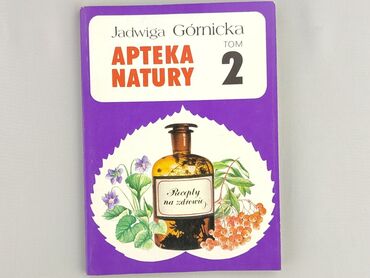 Jadwiga Górnicka
APTEKA
NATURY
TOM
2
Recepty
na zdrowie